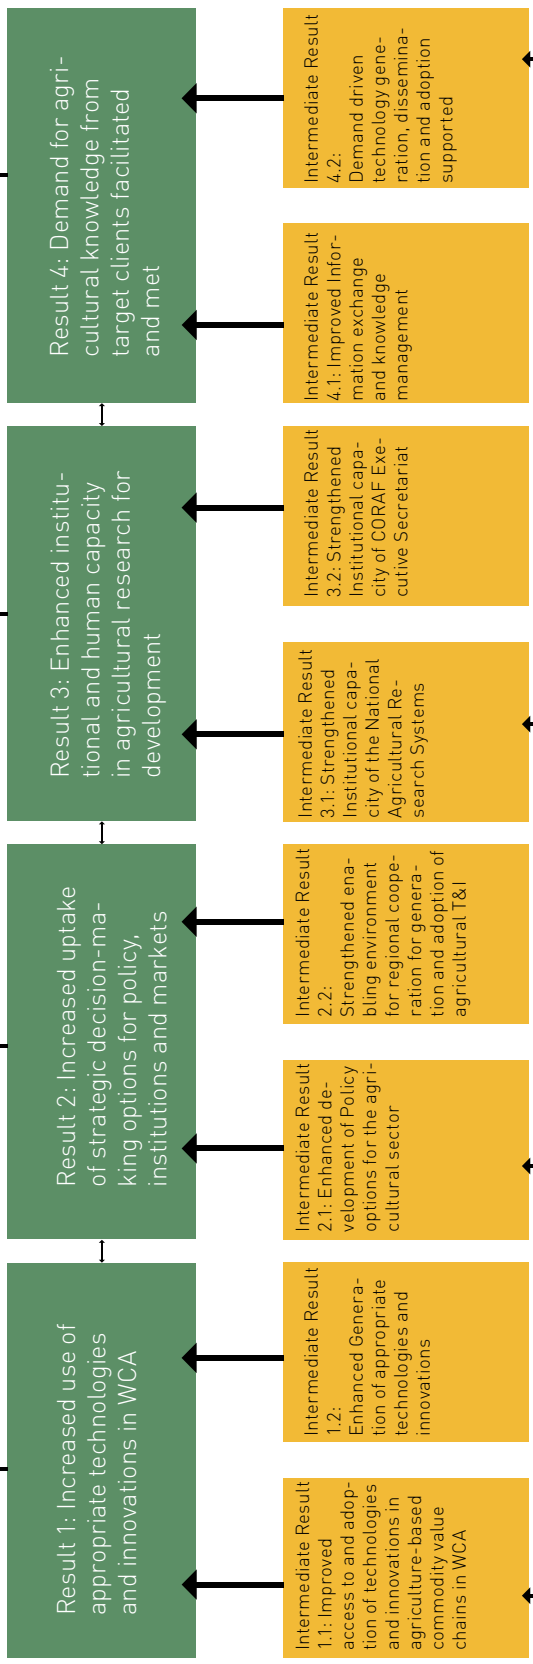 Result 1: Increased use of
appropriate technologies
and innovations in WCA
Result 2: Increased uptake
of strategic decision-ma-
king options for policy,
institutions and markets
Result 3: Enhanced institu-
tional and human capacity
in agricultural research for
development
Result 4: Demand for agri-
cultural knowledge from
target clients facilitated
and met
Intermediate Result
1.1: Improved
access to and adop-
tion of technologies
and innovations in
agriculture-based
commodity value
chains in WCA
Intermediate Result
1.2:
Enhanced Genera-
tion of appropriate
technologies and
innovations
Intermediate Result
2.1: Enhanced de-
velopment of Policy
options for the agri-
cultural sector
Intermediate Result
2.2:
Strengthened ena-
bling environment
for regional coope-
ration for genera-
tion and adoption of
agricultural T&I
Intermediate Result
3.1: Strengthened
Institutional capa-
city of the National
Agricultural Re-
search Systems
Intermediate Result
3.2: Strengthened
Institutional capa-
city of CORAF Exe-
cutive Secretariat
Intermediate Result
4.1: Improved Infor-
mation exchange
and knowledge
management
Intermediate Result
4.2:
Demand driven
technology gene-
ration, dissemina-
tion and adoption
supported